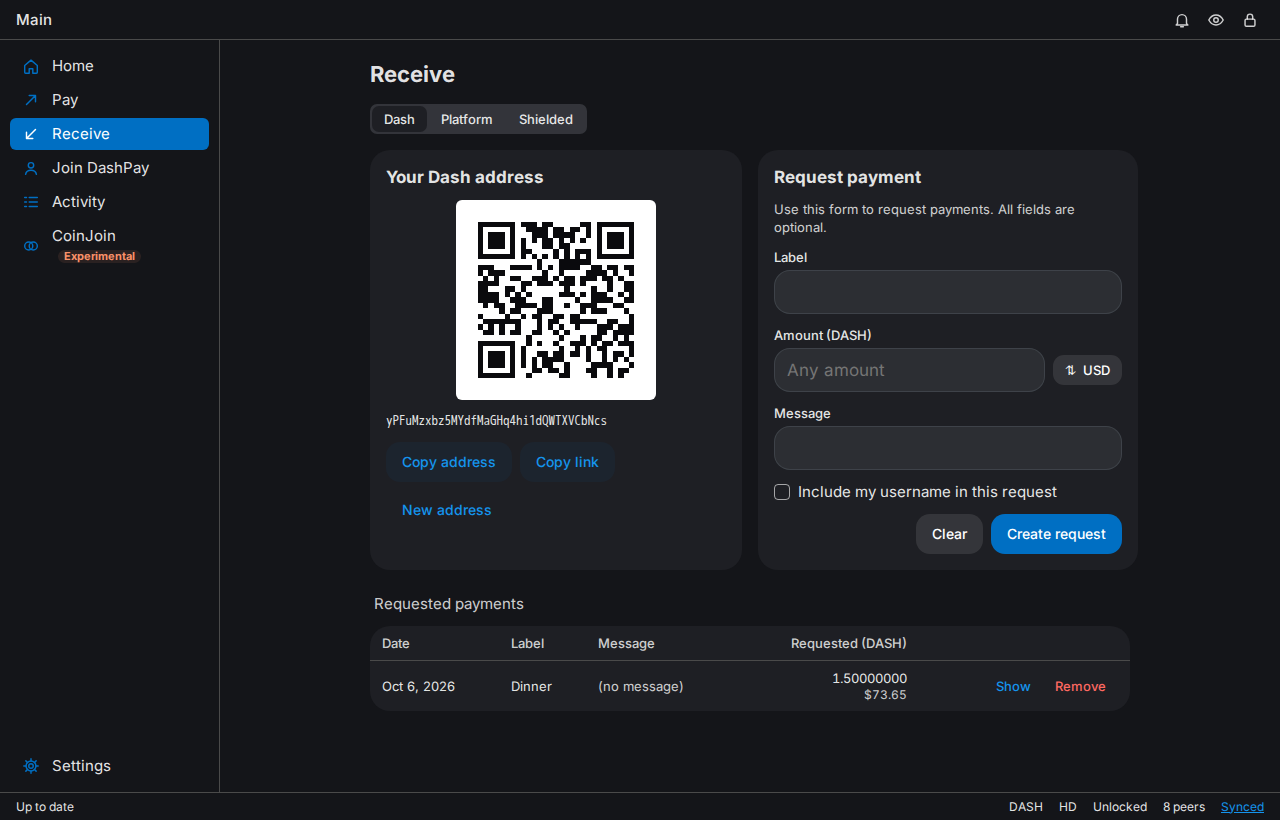 Main
Home
Pay
Receive
Join DashPay
Activity
CoinJoin
Experimental
Settings
Receive
Dash Platform Shielded
Your Dash address
yPFuMzxbz5MYdfMaGHq4hi1dQWTXVCbNcs
Copy address Copy link
New address
Request payment
Use this form to request payments. All fields are
optional.
Label
Amount (DASH)
Any amount ⇅ USD
Message
Include my username in this request
Clear Create request
Requested payments
Date Label Message Requested (DASH)
Oct 6, 2026 Dinner (no message) 1.50000000 Show Remove
$73.65
Up to date DASH HD Unlocked 8 peers Synced